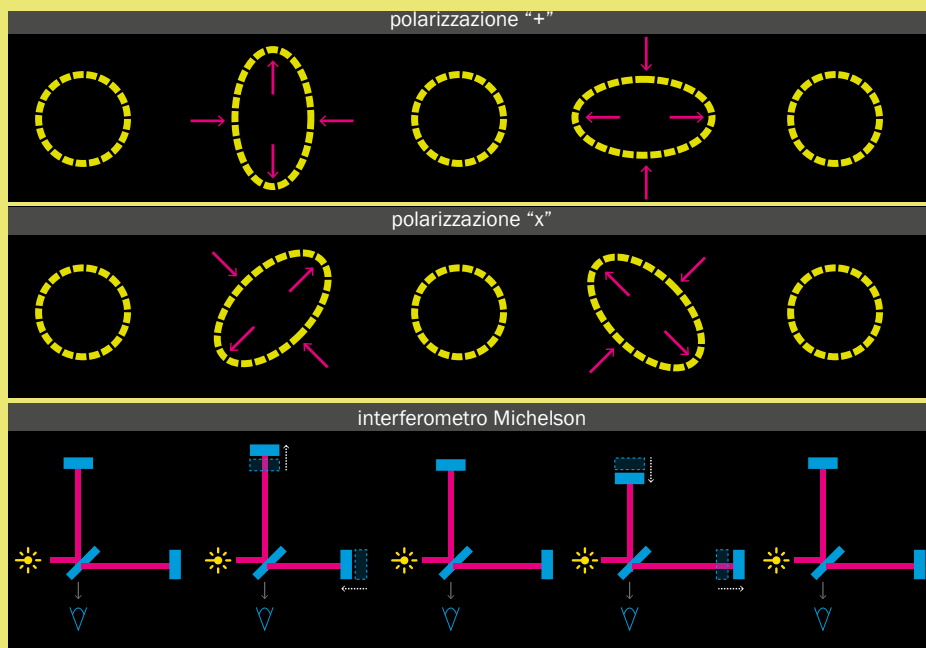 polarizzazione “+”
polarizzazione “x”
interferometro Michelson